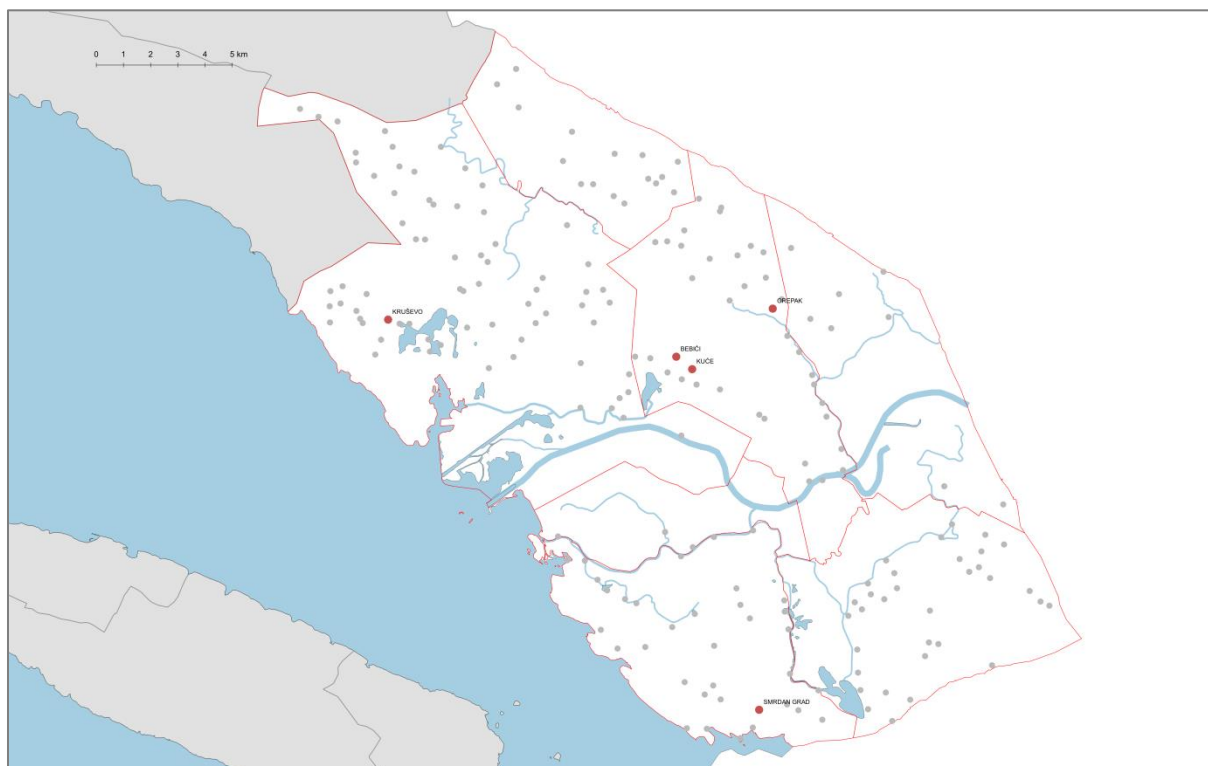 0 1 2 3 4 5 km
GREPAK
KRUŠEVO
BEBIĆI
KUĆE
SMRDAN GRAD